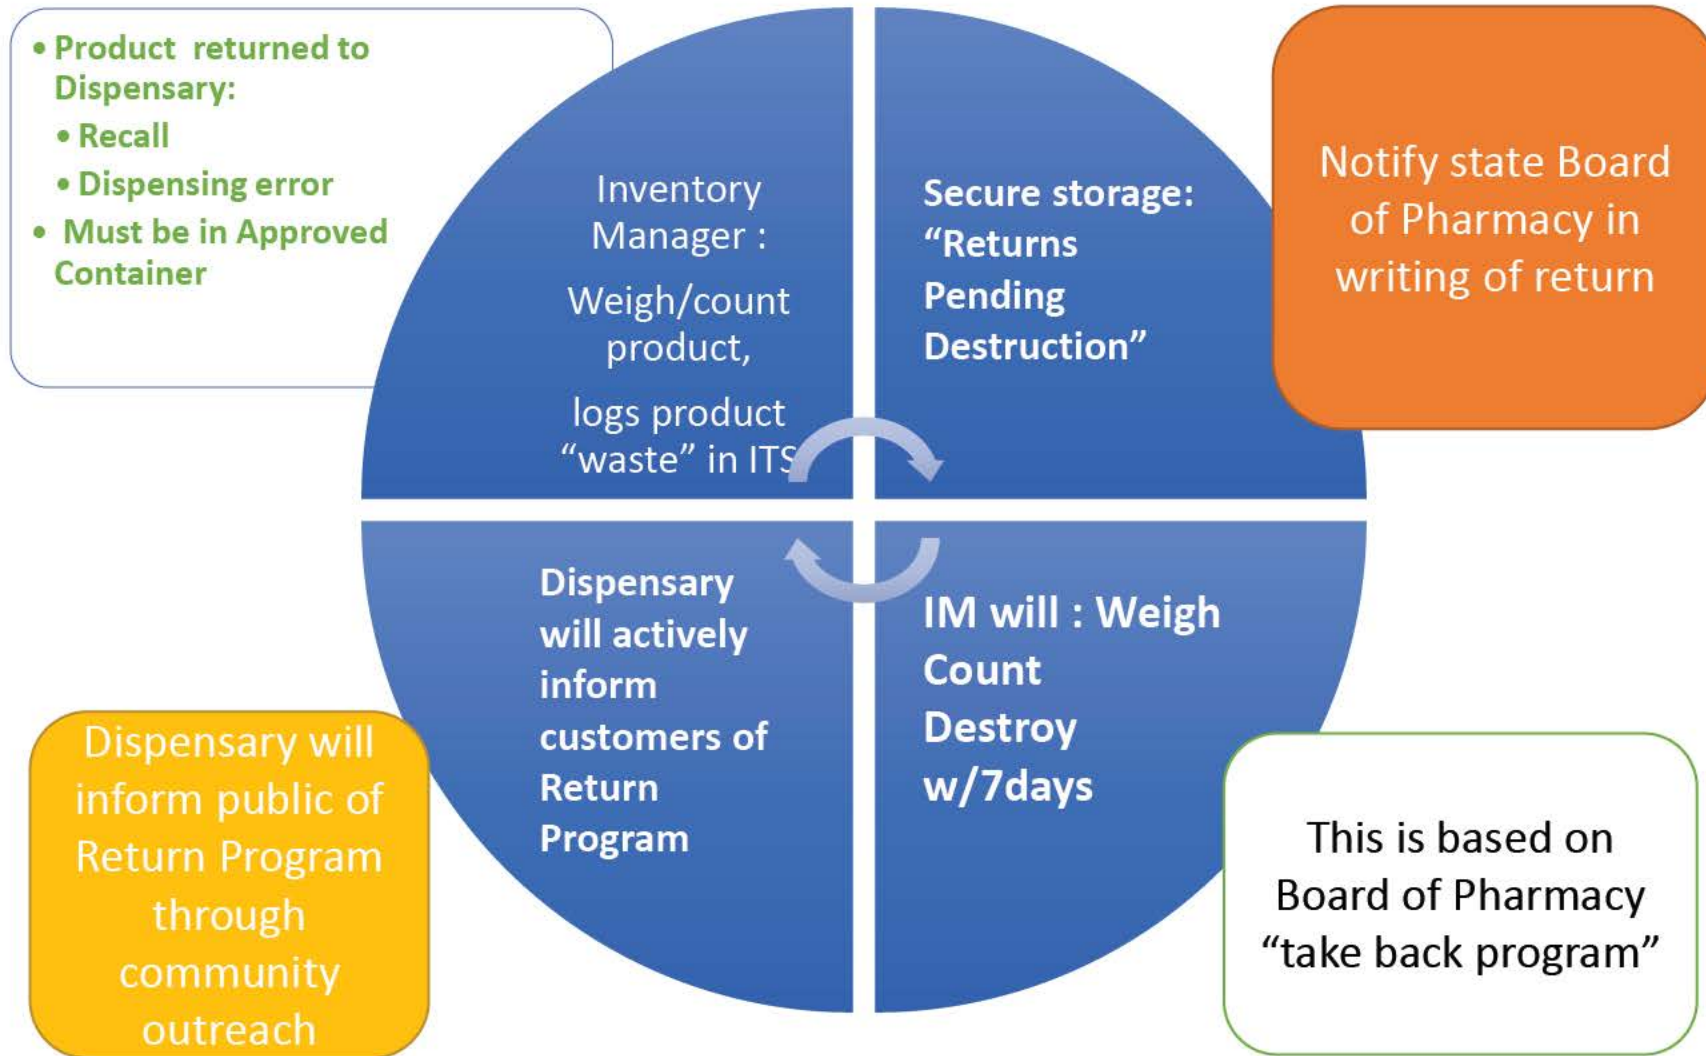 • Product returned to
Dispensary:
• Recall
• Dispensing error
• Must be in Approved
Container
Inventory
Manager :
Weigh/count
product,
logs product
“waste” in ITS
Secure storage:
“Returns
Pending
Destruction”
Notify state Board
of Pharmacy in
writing of return
Dispensary will
inform public of
Return Program
through
community
outreach
Dispensary
will actively
inform
customers of
Return
Program
IM will : Weigh
Count
Destroy
w/7days
This is based on
Board of Pharmacy
“take back program”